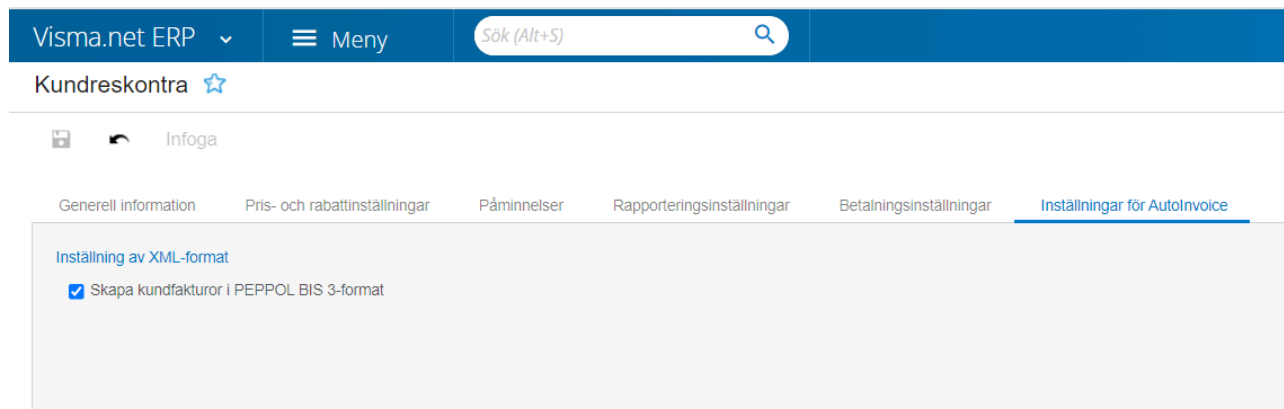 Visma.net ERP Meny Sök (Alt+S)
Kundreskontra
Infoga
Generell information Pris- och rabattinställningar Påminnelser Rapporteringsinställningar Betalningsinställningar Inställningar för AutoInvoice
Inställning av XML-format
Skapa kundfakturor i PEPPOL BIS 3-format